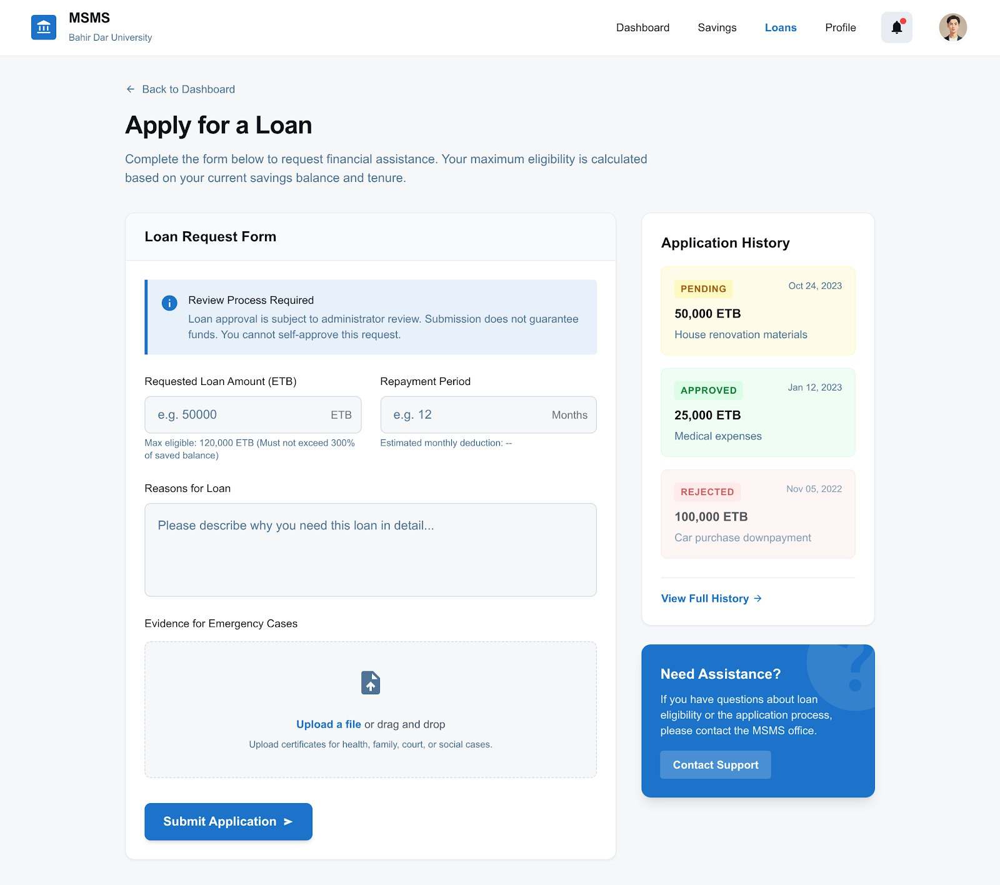 MSMS
Bahir Dar University
Dashboard
Savings
Loans
Profile
Back to Dashboard
Apply for a Loan
Complete the form below to request financial assistance. Your maximum eligibility is calculated
based on your current savings balance and tenure.
Loan Request Form
Review Process Required
Loan approval is subject to administrator review. Submission does not guarantee
funds. You cannot self-approve this request.
Requested Loan Amount (ETB)
e.g. 50000
ETB
Max eligible: 120,000 ETB (Must not exceed 300%
of saved balance)
Repayment Period
e.g. 12
Months
Estimated monthly deduction: --
Reasons for Loan
Please describe why you need this loan in detail...
Evidence for Emergency Cases
Upload a file or drag and drop
Upload certificates for health, family, court, or social cases.
Submit Application
Application History
PENDING
Oct 24, 2023
50,000 ETB
House renovation materials
APPROVED
Jan 12, 2023
25,000 ETB
Medical expenses
REJECTED
Nov 05, 2022
100,000 ETB
Car purchase downpayment
View Full History
Need Assistance?
If you have questions about loan
eligibility or the application process,
please contact the MSMS office.
Contact Support